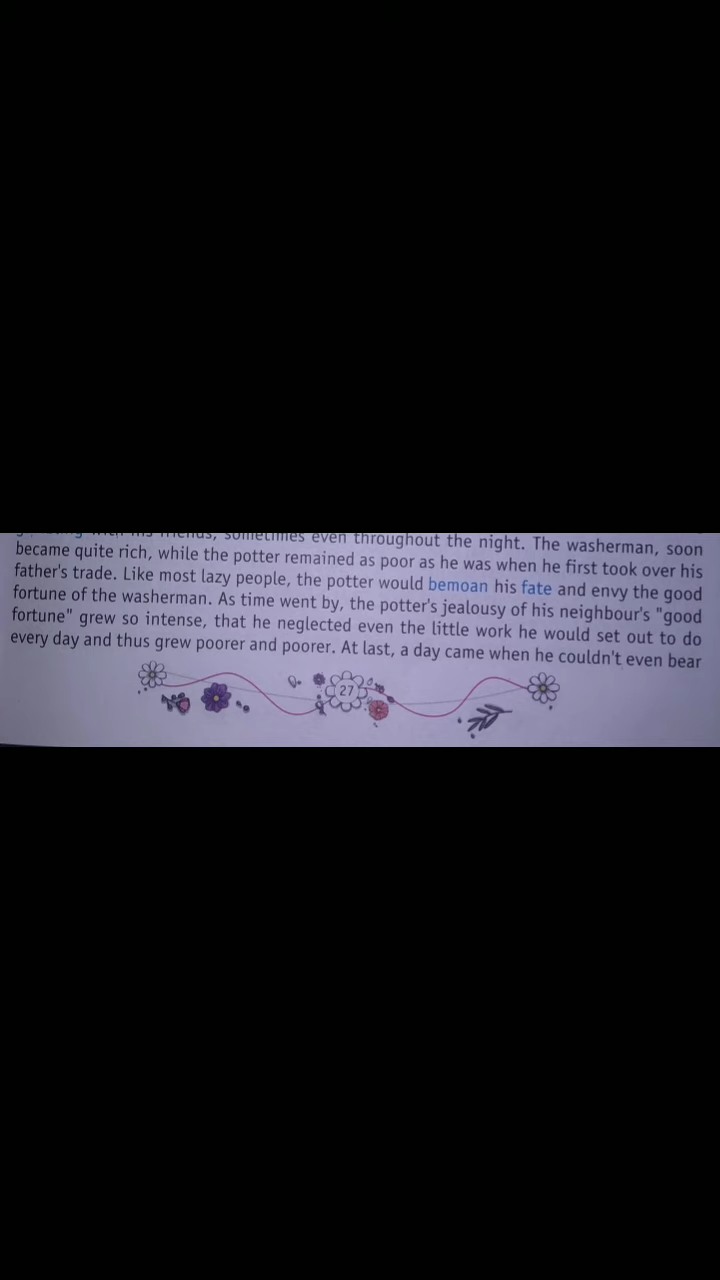 with his friends, sometimes even throughout the night. The washerman, soon
became quite rich, while the potter remained as poor as he was when he first took over his
father's trade. Like most lazy people, the potter would bemoan his fate and envy the good
fortune of the washerman. As time went by, the potter's jealousy of his neighbour's "good
fortune" grew so intense, that he neglected even the little work he would set out to do
every day and thus grew poorer and poorer. At last, a day came when he couldn't even bear
27